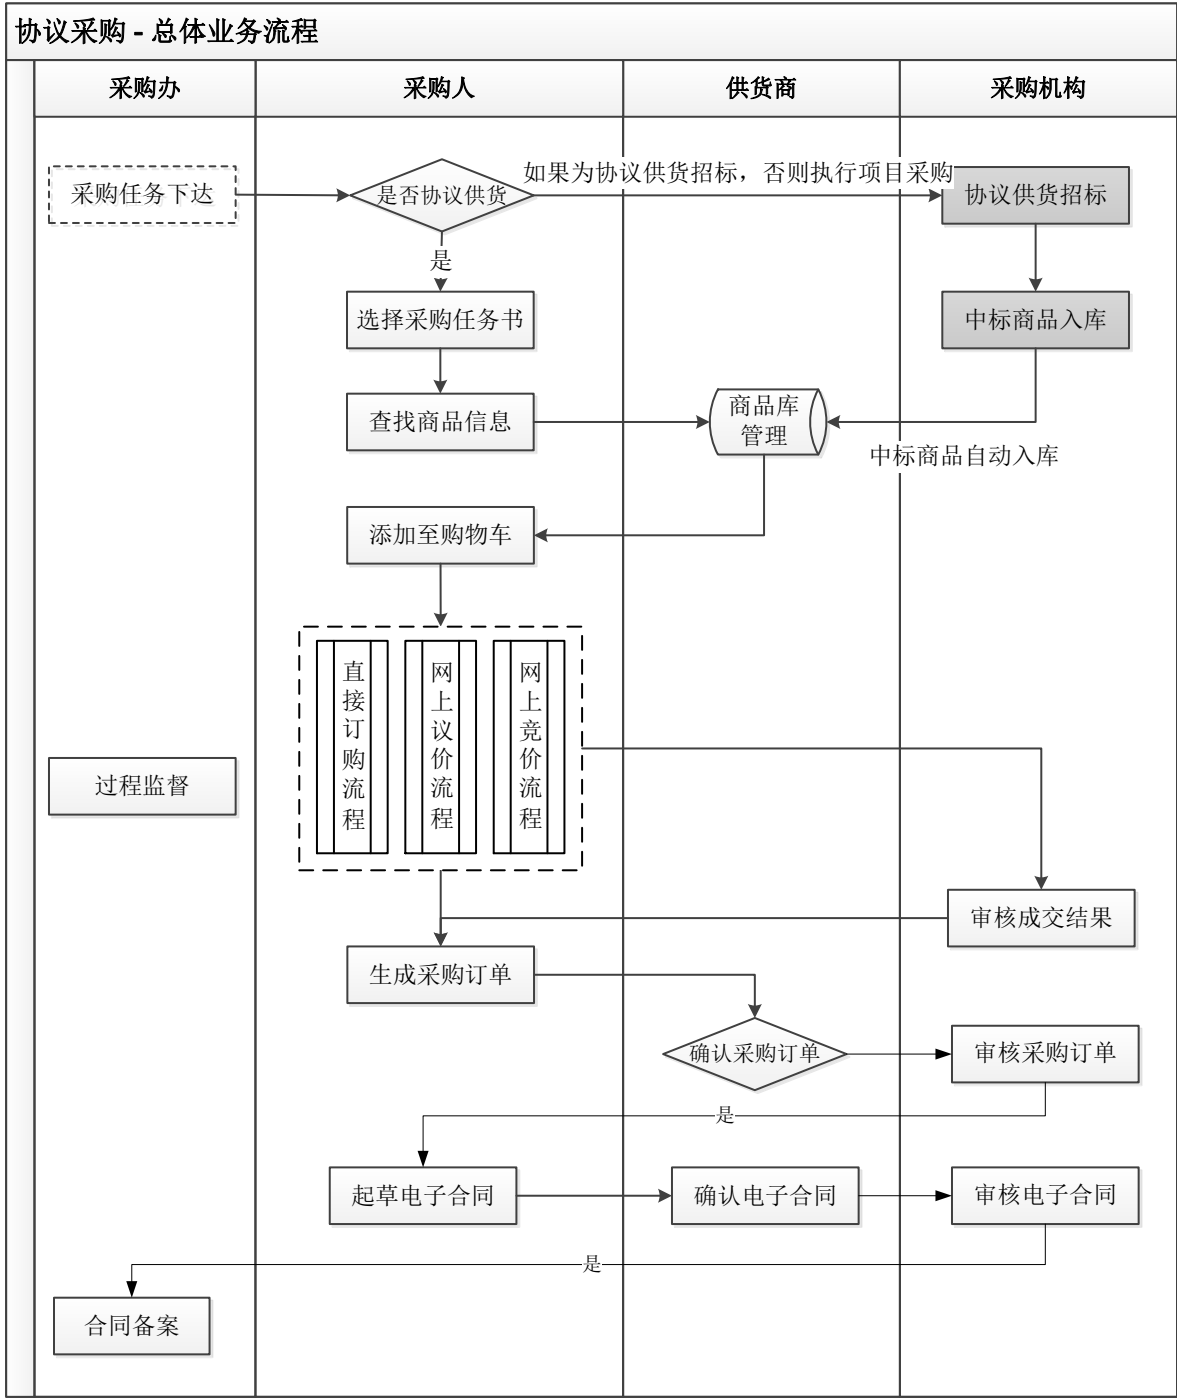 协议采购 - 总体业务流程
采购办
采购人
供货商
采购机构
采购任务下达
是否协议供货
如果为协议供货招标，否则执行项目采购
协议供货招标
是
选择采购任务书
中标商品入库
查找商品信息
商品库
管理
中标商品自动入库
添加至购物车
直接订购流程
网上议价流程
网上竞价流程
过程监督
审核成交结果
生成采购订单
确认采购订单
审核采购订单
是
起草电子合同
确认电子合同
审核电子合同
是
合同备案